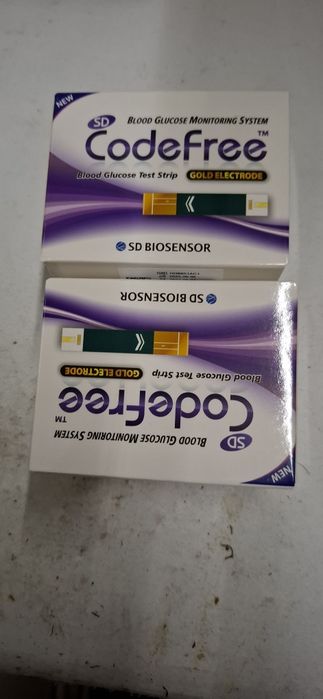 NEW
SD
BLOOD GLUCOSE MONITORING SYSTEM
CodeFree™
Blood Glucose Test Strip GOLD ELECTRODE
SD BIOSENSOR
SD BIOSENSOR
Blood Glucose Test Strip GOLD ELECTRODE
SD
CodeFree™
BLOOD GLUCOSE MONITORING SYSTEM
NEW